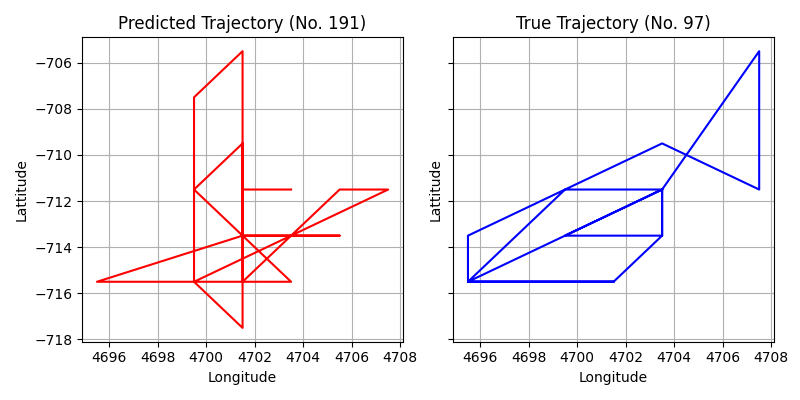 Predicted Trajectory (No. 191)
True Trajectory (No. 97)
−706
−708
−710
−712
−714
−716
−718
Lattitude
Lattitude
4696 4698 4700 4702 4704 4706 4708
4696 4698 4700 4702 4704 4706 4708
Longitude
Longitude